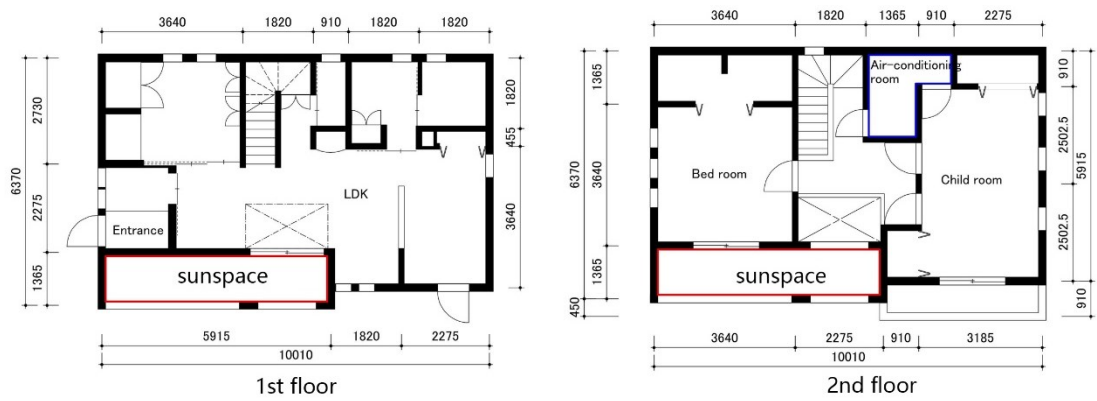 3640 1820 910 1820 1820
6370
2730
2275
1365
1820
455
3640
LDK
Entrance
sunspace
5915 1820 2275
10010
1st floor
3640 1820 1365 910 2275
6370
1365
3640
1365
450
910
2502.5
2502.5
5915
910
Air-conditioning
room
Bed room
Child room
sunspace
3640 2275 910 3185
10010
2nd floor